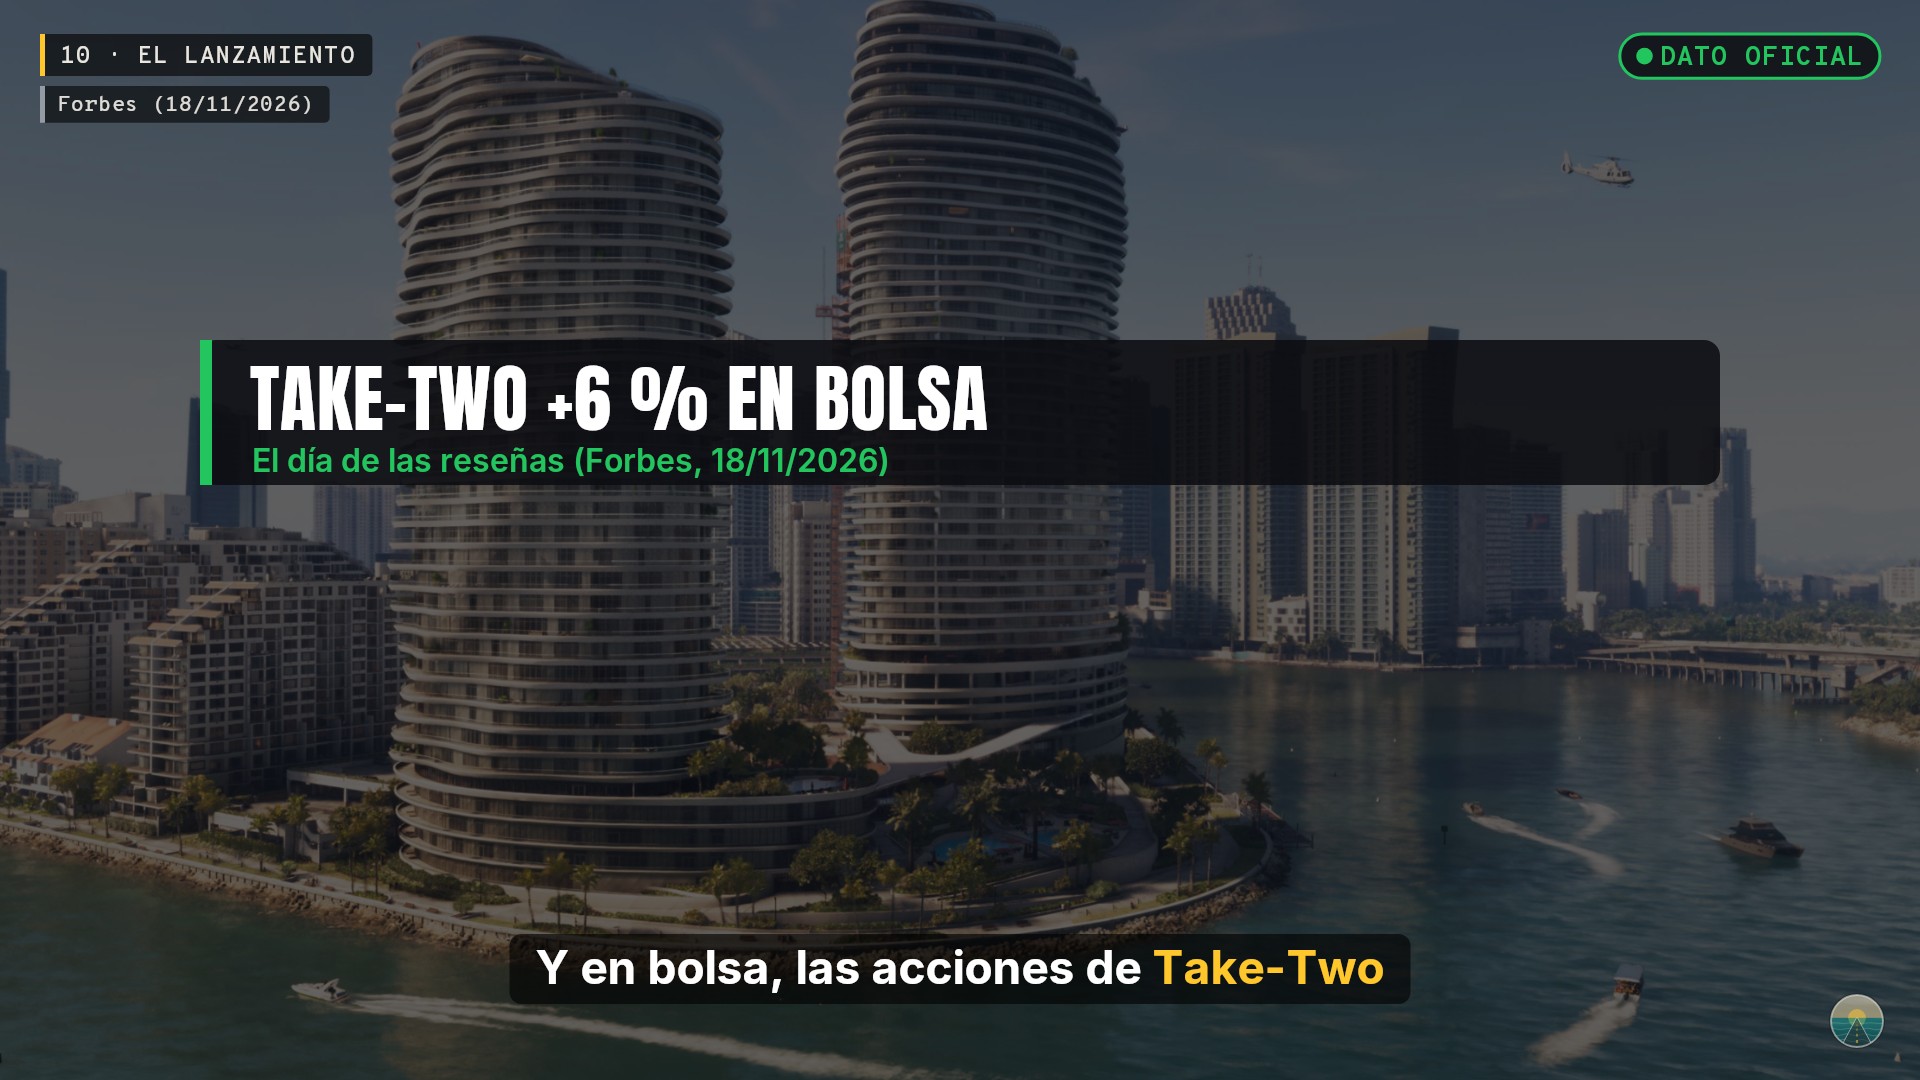 10 · EL LANZAMIENTO
Forbes (18/11/2026)
DATO OFICIAL
TAKE-TWO +6 % EN BOLSA
El día de las reseñas (Forbes, 18/11/2026)
Y en bolsa, las acciones de Take-Two